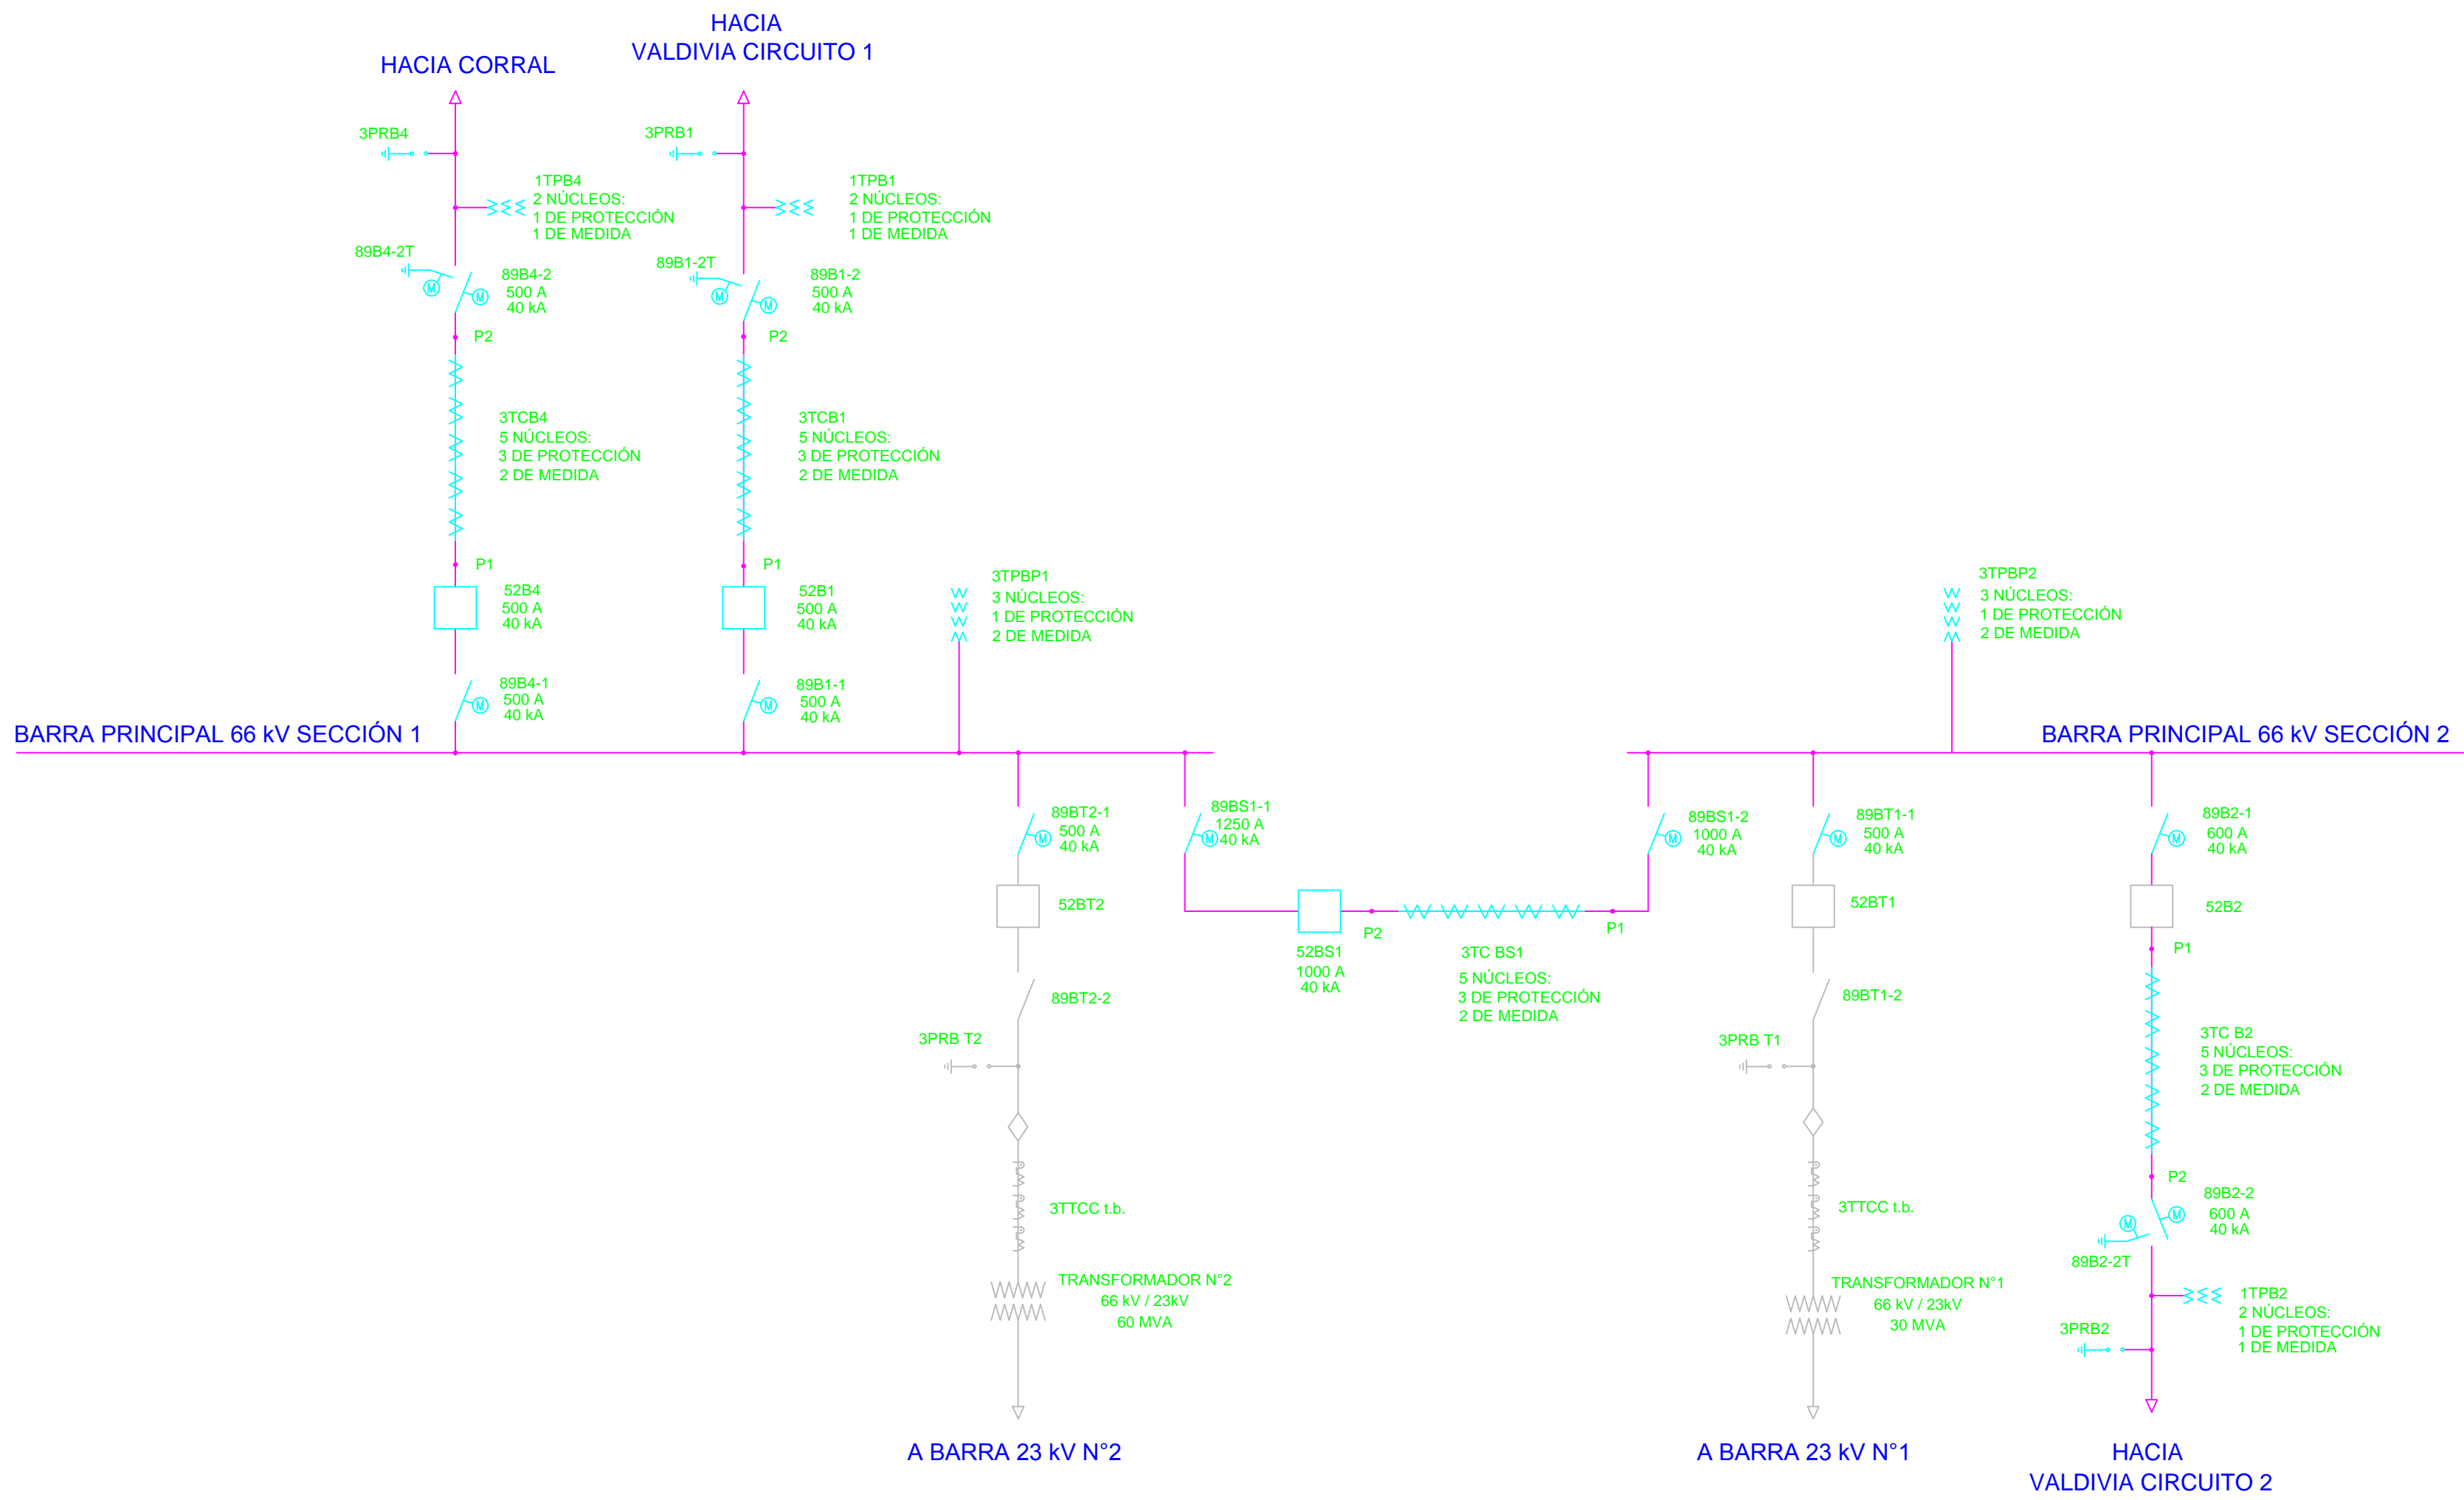 HACIA
VALDIVIA CIRCUITO 1
HACIA CORRAL
3PRB4
3PRB1
1TPB4
2 NÚCLEOS:
1 DE PROTECCIÓN
1 DE MEDIDA
1TPB1
2 NÚCLEOS:
1 DE PROTECCIÓN
1 DE MEDIDA
89B4-2T
M
M
89B4-2
500 A
40 kA
89B1-2T
M
M
89B1-2
500 A
40 kA
P2
P2
3TCB4
5 NÚCLEOS:
3 DE PROTECCIÓN
2 DE MEDIDA
3TCB1
5 NÚCLEOS:
3 DE PROTECCIÓN
2 DE MEDIDA
P1
P1
52B4
500 A
40 kA
52B1
500 A
40 kA
3TPBP1
3 NÚCLEOS:
1 DE PROTECCIÓN
2 DE MEDIDA
3TPBP2
3 NÚCLEOS:
1 DE PROTECCIÓN
2 DE MEDIDA
89B4-1
500 A
40 kA
M
89B1-1
500 A
40 kA
M
BARRA PRINCIPAL 66 kV SECCIÓN 1
BARRA PRINCIPAL 66 kV SECCIÓN 2
89BT2-1
500 A
40 kA
M
89BS1-1
1250 A
40 kA
M
89BS1-2
1000 A
40 kA
M
89BT1-1
500 A
40 kA
M
89B2-1
600 A
40 kA
M
52BT2
52BS1
1000 A
40 kA
P2
3TC BS1
5 NÚCLEOS:
3 DE PROTECCIÓN
2 DE MEDIDA
P1
52BT1
52B2
P1
89BT2-2
89BT1-2
3PRB T2
3PRB T1
3TC B2
5 NÚCLEOS:
3 DE PROTECCIÓN
2 DE MEDIDA
P2
3TTCC t.b.
3TTCC t.b.
89B2-2
600 A
40 kA
M
M
89B2-2T
TRANSFORMADOR N°2
66 kV / 23kV
60 MVA
TRANSFORMADOR N°1
66 kV / 23kV
30 MVA
1TPB2
2 NÚCLEOS:
1 DE PROTECCIÓN
1 DE MEDIDA
3PRB2
A BARRA 23 kV N°2
A BARRA 23 kV N°1
HACIA
VALDIVIA CIRCUITO 2